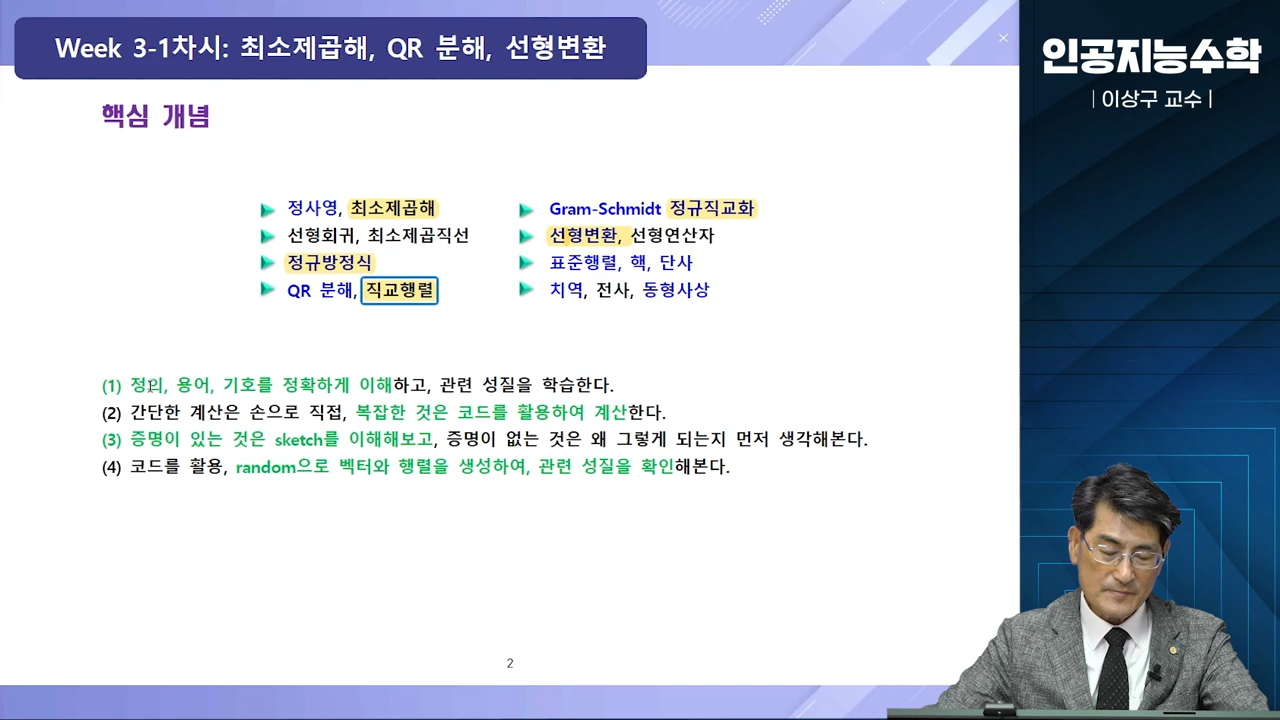 Week 3-1차시: 최소제곱해, QR 분해, 선형변환
인공지능수학
| 이상구 교수 |
핵심 개념
정사영, 최소제곱해
선형회귀, 최소제곱직선
정규방정식
QR 분해, 직교행렬
Gram-Schmidt 정규직교화
선형변환, 선형연산자
표준행렬, 핵, 단사
치역, 전사, 동형사상
(1) 정의, 용어, 기호를 정확하게 이해하고, 관련 성질을 학습한다.
(2) 간단한 계산은 손으로 직접, 복잡한 것은 코드를 활용하여 계산한다.
(3) 증명이 있는 것은 sketch를 이해해보고, 증명이 없는 것은 왜 그렇게 되는지 먼저 생각해본다.
(4) 코드를 활용, random으로 벡터와 행렬을 생성하여, 관련 성질을 확인해본다.
2